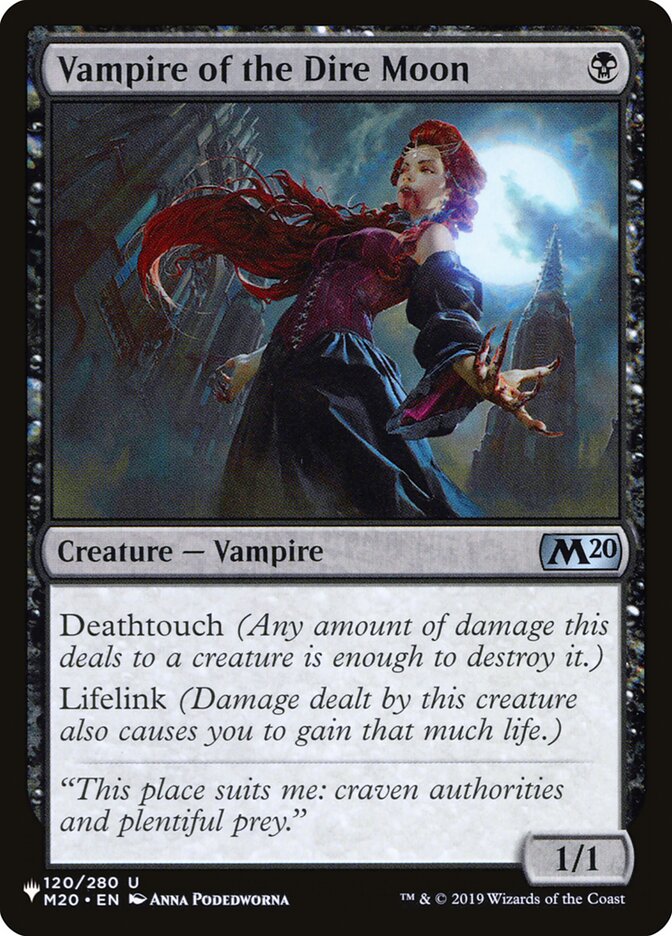 Vampire of the Dire Moon
Creature — Vampire
M20
Deathtouch (Any amount of damage this
deals to a creature is enough to destroy it.)
Lifelink (Damage dealt by this creature
also causes you to gain that much life.)
“This place suits me: craven authorities
and plentiful prey.”
1/1
120/280 U
M20 • EN Anna Podedworna
™ & © 2019 Wizards of the Coast